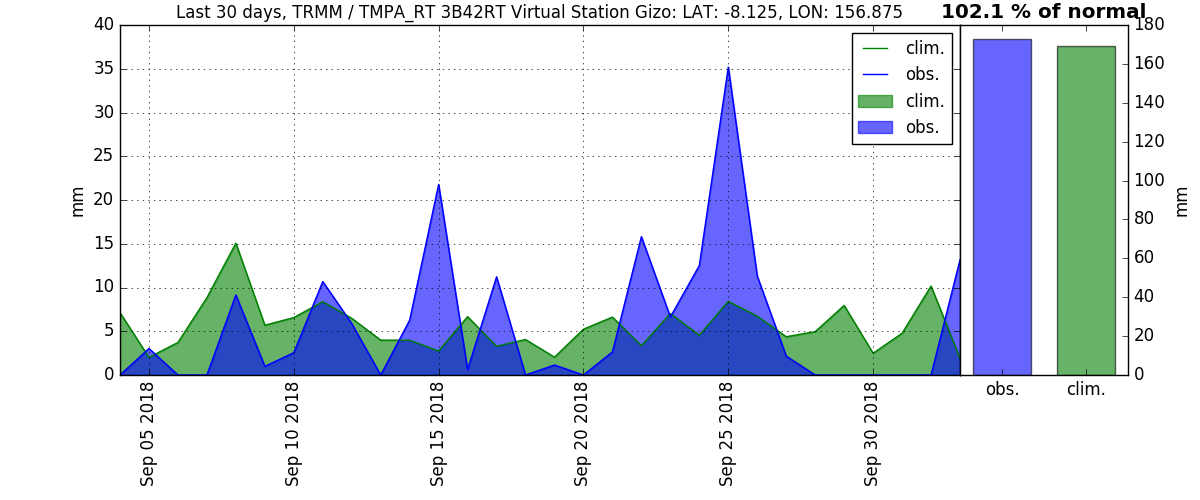 Last 30 days, TRMM / TMPA_RT 3B42RT Virtual Station Gizo: LAT: -8.125, LON: 156.875
102.1 % of normal
40
35
30
25
20
15
10
5
0
mm
clim.
obs.
clim.
obs.
180
160
140
120
100
80
60
40
20
0
mm
Sep 05 2018
Sep 10 2018
Sep 15 2018
Sep 20 2018
Sep 25 2018
Sep 30 2018
obs.
clim.